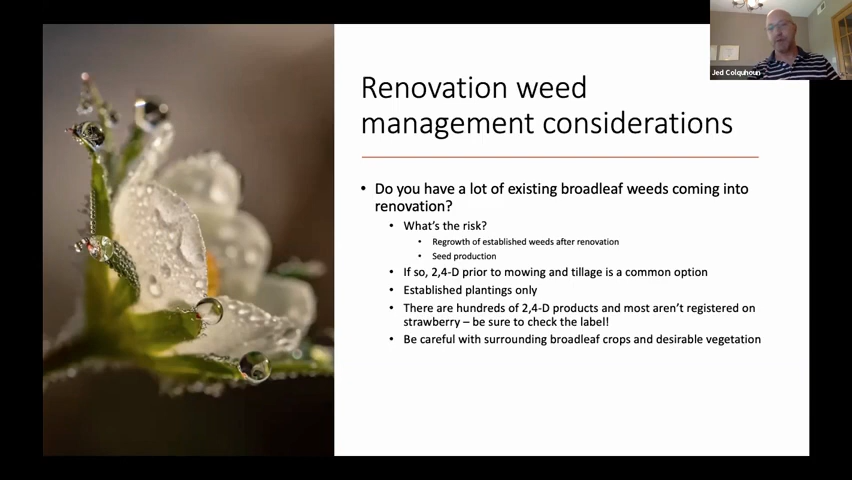 Jed Colquhoun
Renovation weed
management considerations
• Do you have a lot of existing broadleaf weeds coming into
renovation?
• What's the risk?
• Regrowth of established weeds after renovation
• Seed production
• If so, 2,4-D prior to mowing and tillage is a common option
• Established plantings only
• There are hundreds of 2,4-D products and most aren't registered on
strawberry – be sure to check the label!
• Be careful with surrounding broadleaf crops and desirable vegetation